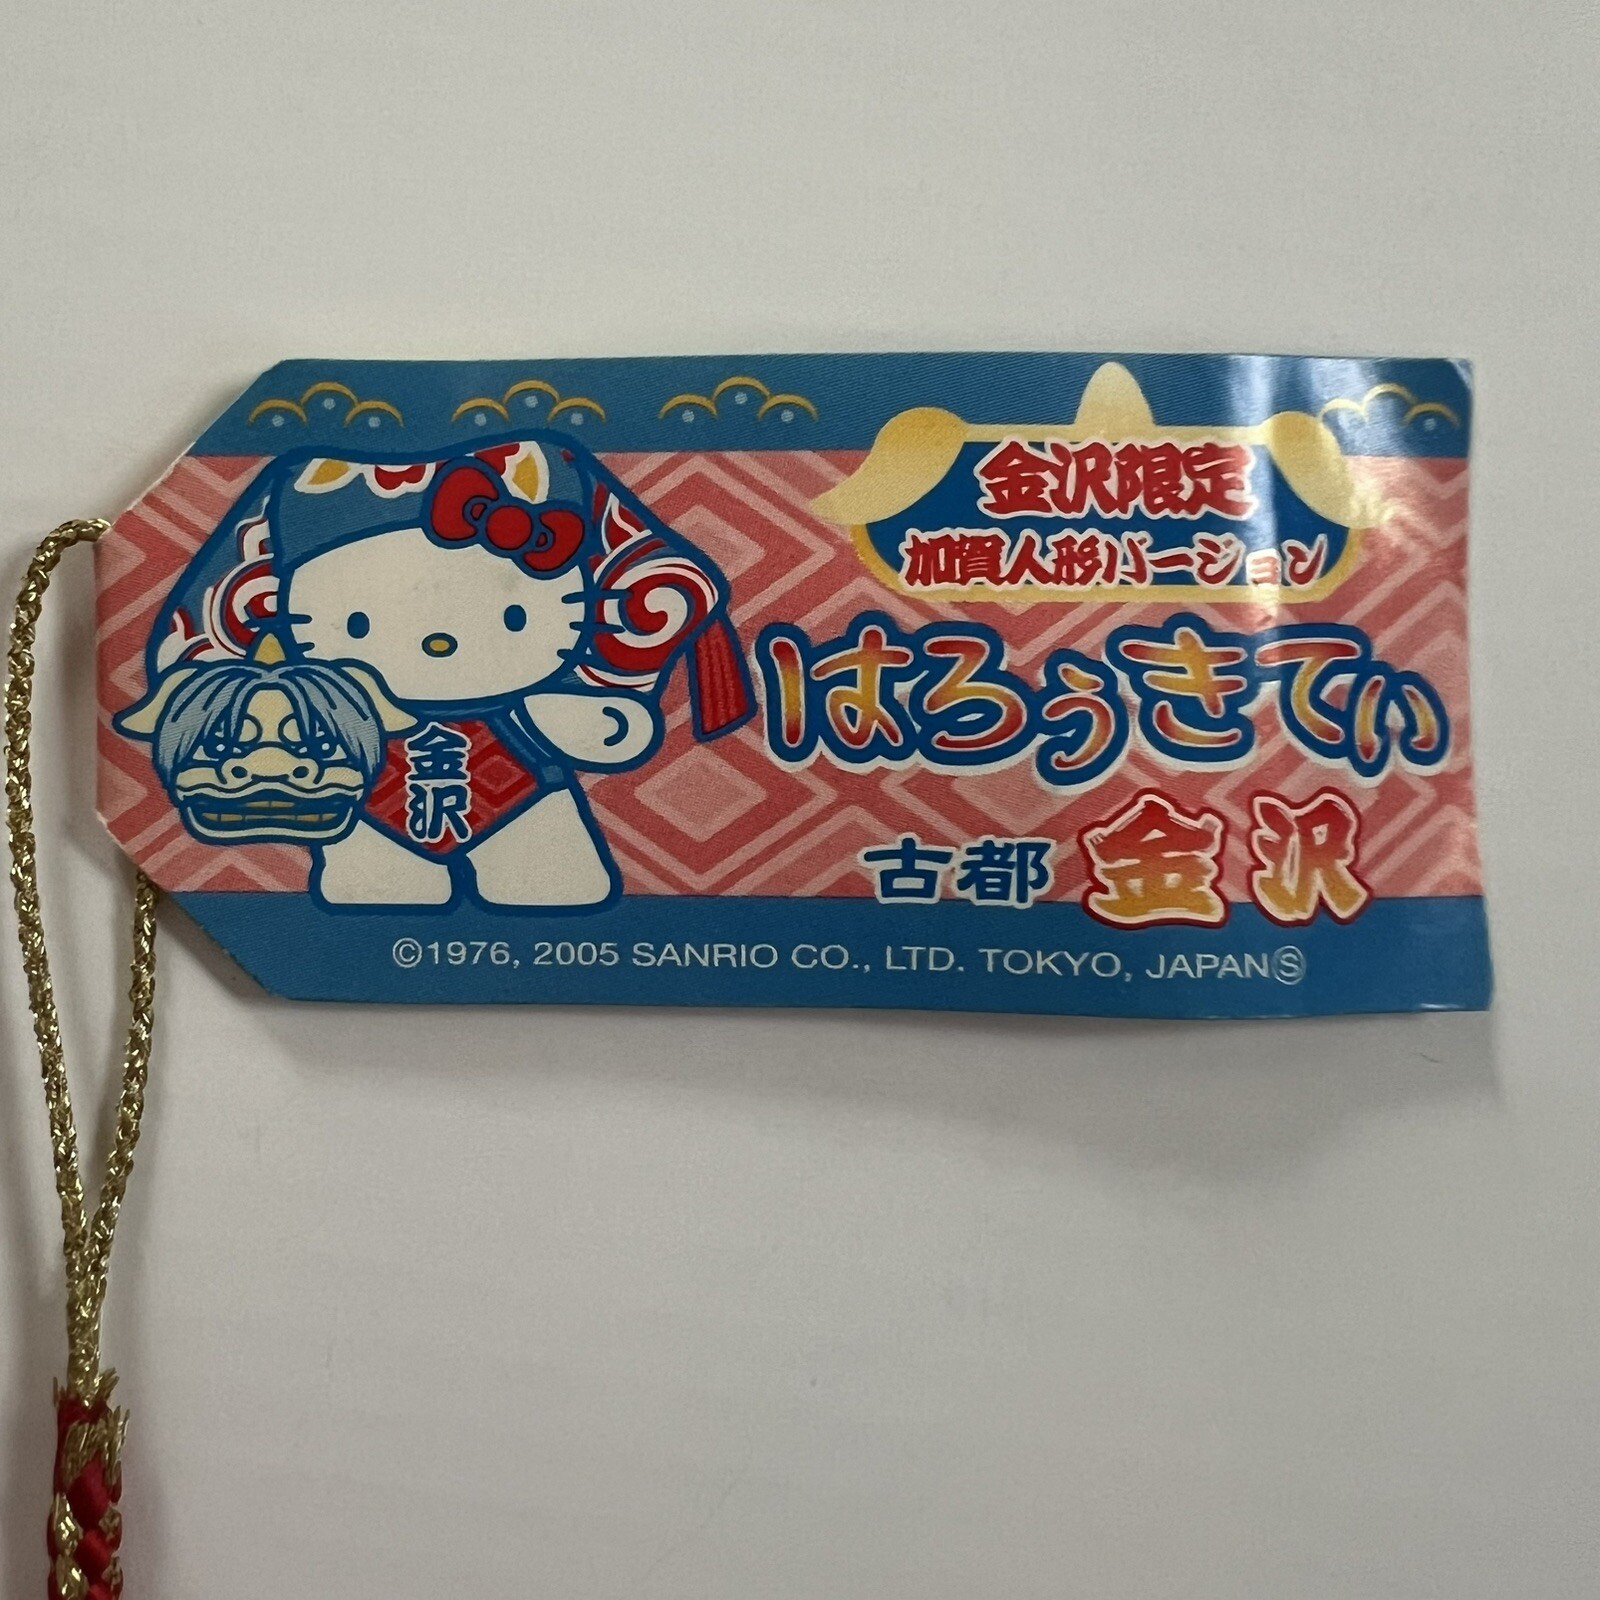 金沢限定
加賀人形バージョン
はろぅきてぃ
古都 金沢
金沢
©1976, 2005 SANRIO CO., LTD. TOKYO, JAPANⓈ